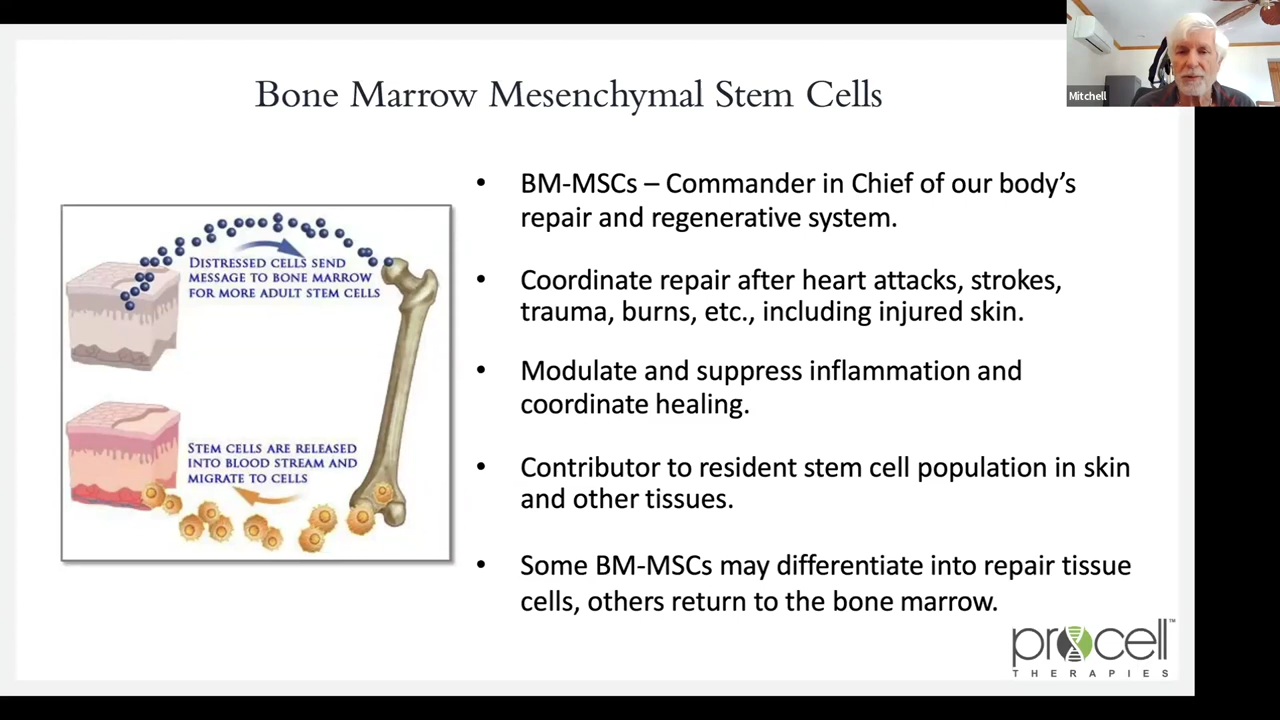 Bone Marrow Mesenchymal Stem Cells
Mitchell
DISTRESSED CELLS SEND
MESSAGE TO BONE MARROW
FOR MORE ADULT STEM CELLS
STEM CELLS ARE RELEASED
INTO BLOOD STREAM AND
MIGRATE TO CELLS
• BM-MSCs – Commander in Chief of our body’s
repair and regenerative system.
• Coordinate repair after heart attacks, strokes,
trauma, burns, etc., including injured skin.
• Modulate and suppress inflammation and
coordinate healing.
• Contributor to resident stem cell population in skin
and other tissues.
• Some BM-MSCs may differentiate into repair tissue
cells, others return to the bone marrow.
procell™
THERAPIES